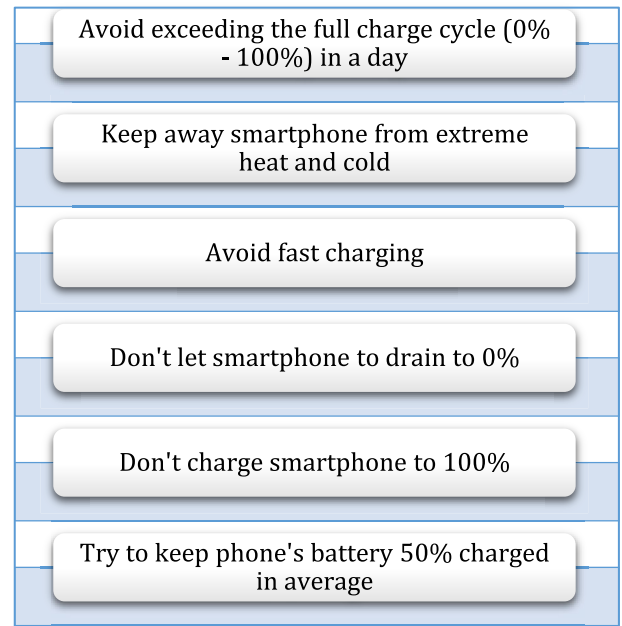 Avoid exceeding the full charge cycle (0%
- 100%) in a day
Keep away smartphone from extreme
heat and cold
Avoid fast charging
Don't let smartphone to drain to 0%
Don't charge smartphone to 100%
Try to keep phone's battery 50% charged
in average